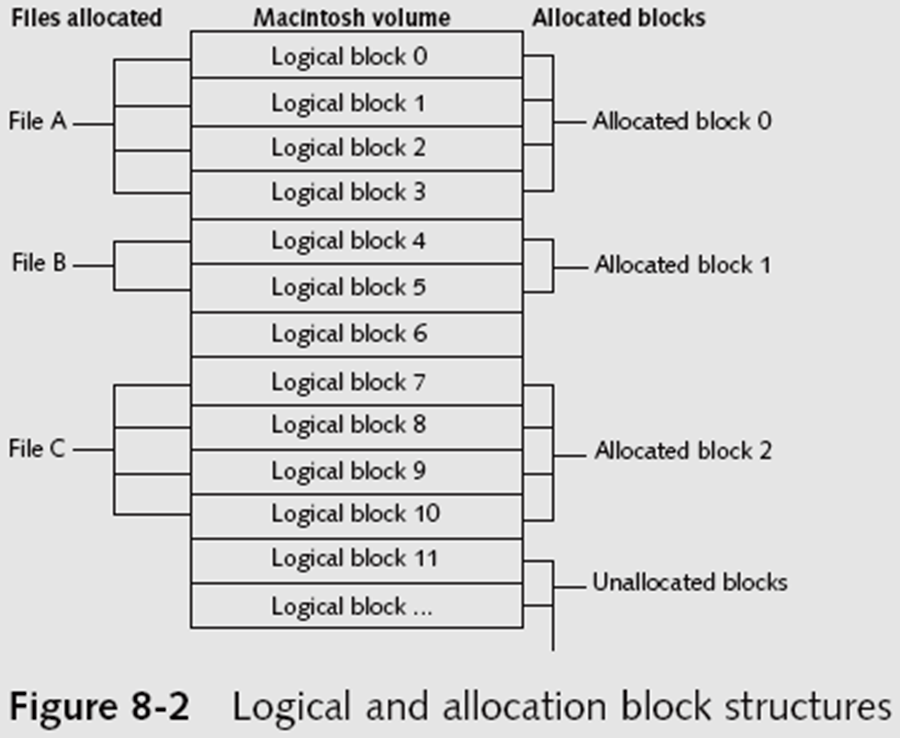 Files allocated Macintosh volume Allocated blocks
Logical block 0
Logical block 1
File A Allocated block 0
Logical block 2
Logical block 3
Logical block 4
File B Allocated block 1
Logical block 5
Logical block 6
Logical block 7
Logical block 8
File C Allocated block 2
Logical block 9
Logical block 10
Logical block 11
Unallocated blocks
Logical block ...
Figure 8-2 Logical and allocation block structures